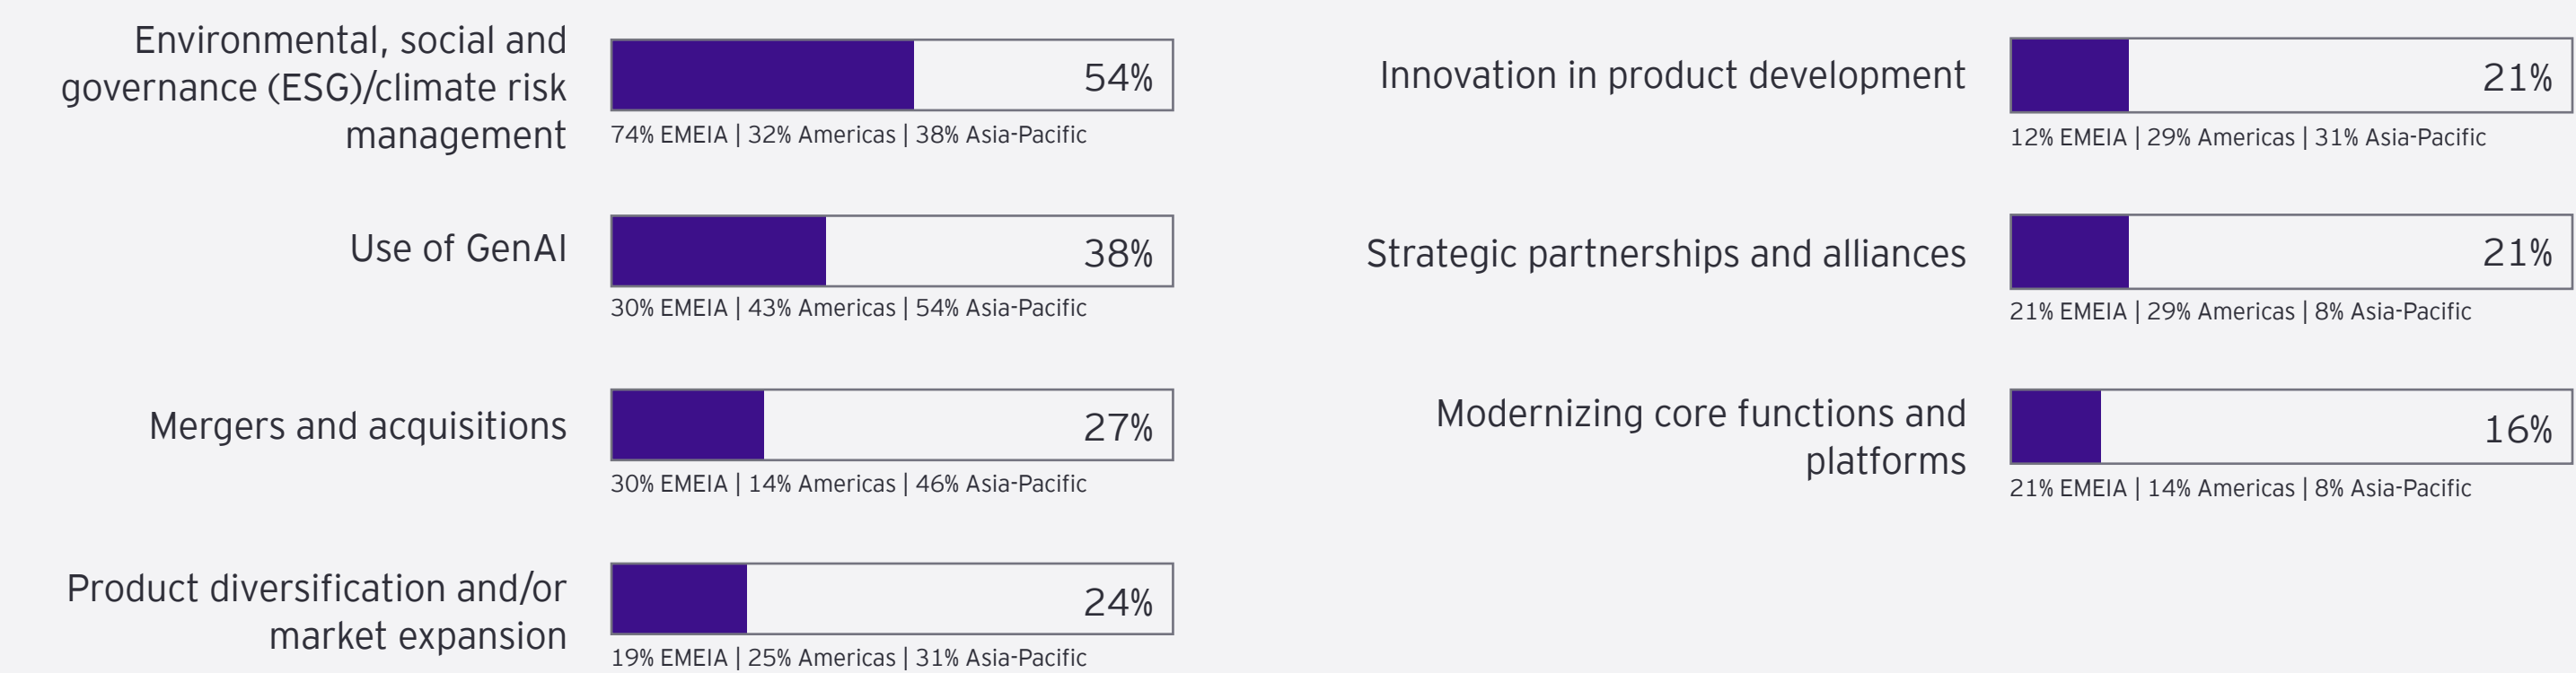 Environmental, social and
governance (ESG)/climate risk
management
54%
74% EMEIA | 32% Americas | 38% Asia-Pacific
Use of GenAI
38%
30% EMEIA | 43% Americas | 54% Asia-Pacific
Mergers and acquisitions
27%
30% EMEIA | 14% Americas | 46% Asia-Pacific
Product diversification and/or
market expansion
24%
19% EMEIA | 25% Americas | 31% Asia-Pacific
Innovation in product development
21%
12% EMEIA | 29% Americas | 31% Asia-Pacific
Strategic partnerships and alliances
21%
21% EMEIA | 29% Americas | 8% Asia-Pacific
Modernizing core functions and
platforms
16%
21% EMEIA | 14% Americas | 8% Asia-Pacific